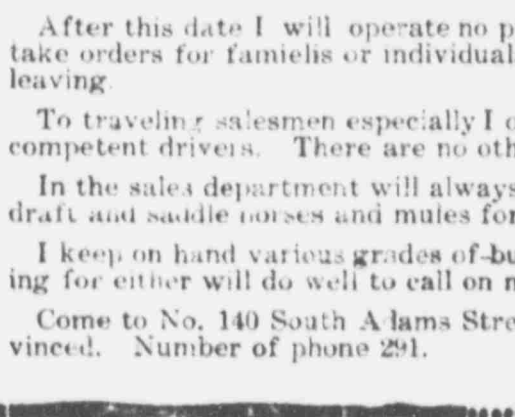 After this date I will operate no p
take orders for famielis or individual
leaving.
To traveling salesmen especially I c
competent drivers. There are no oth
In the sales department will always
draft and saddle horses and mules for
I keep on hand various grades of bu
ing for either will do well to call on m
Come to No. 140 South Adams Stre
vinced. Number of phone 291.